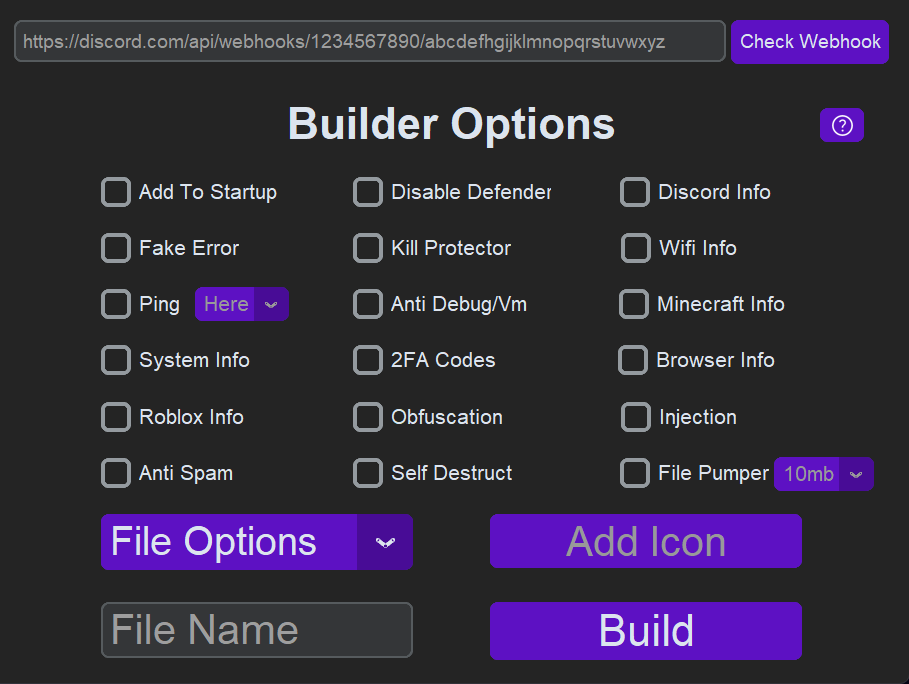 https://discord.com/api/webhooks/1234567890/abcdefhgijklmnopqrstuvwxyz Check Webhook
Builder Options
Add To Startup Disable Defender Discord Info
Fake Error Kill Protector Wifi Info
Ping Here Anti Debug/Vm Minecraft Info
System Info 2FA Codes Browser Info
Roblox Info Obfuscation Injection
Anti Spam Self Destruct File Pumper 10mb
File Options Add Icon
File Name Build